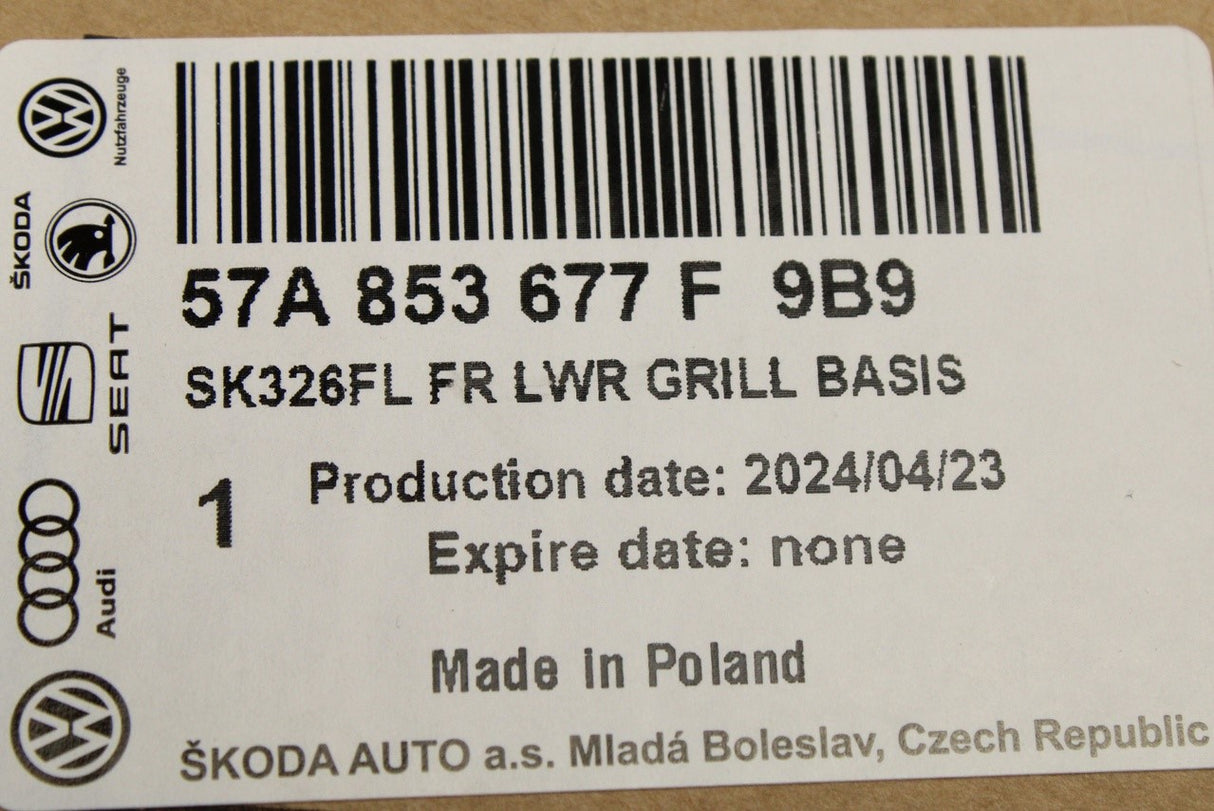 Nutzfahrzeuge
ŠKODA
SEAT
Audi
57A 853 677 F 9B9
SK326FL FR LWR GRILL BASIS
1
Production date: 2024/04/23
Expire date: none
Made in Poland
ŠKODA AUTO a.s. Mladá Boleslav, Czech Republic